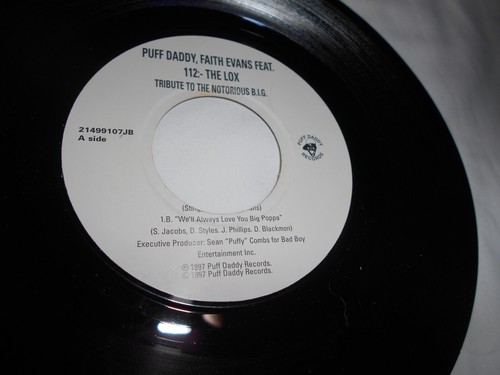 PUFF DADDY, FAITH EVANS FEAT.
112:- THE LOX
TRIBUTE TO THE NOTORIOUS B.I.G.
21499107JB
A side
PUFF DADDY
RECORDS
1.B. "We'll Always Love You Big Poppa"
(S. Jacobs, D. Styles. J. Phillips. D. Blackmon)
Executive Producer: Sean "Puffy" Combs for Bad Boy
Entertainment Inc.
℗ 1997 Puff Daddy Records.
© 1997 Puff Daddy Records.